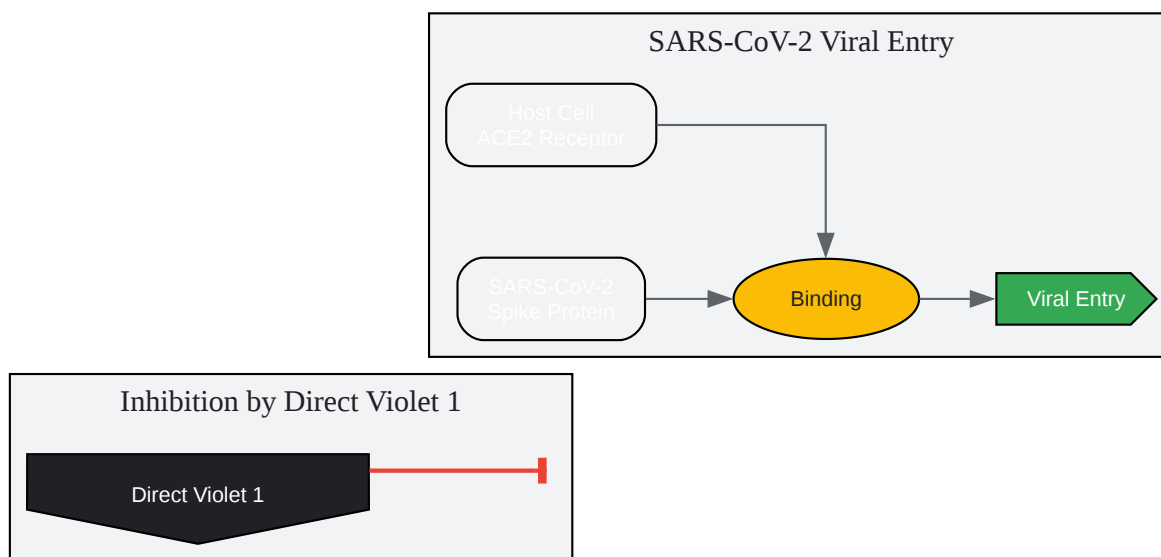 SARS-CoV-2 Viral Entry
Host Cell
ACE2 Receptor
SARS-CoV-2
Spike Protein
Binding
Viral Entry
Inhibition by Direct Violet 1
Direct Violet 1